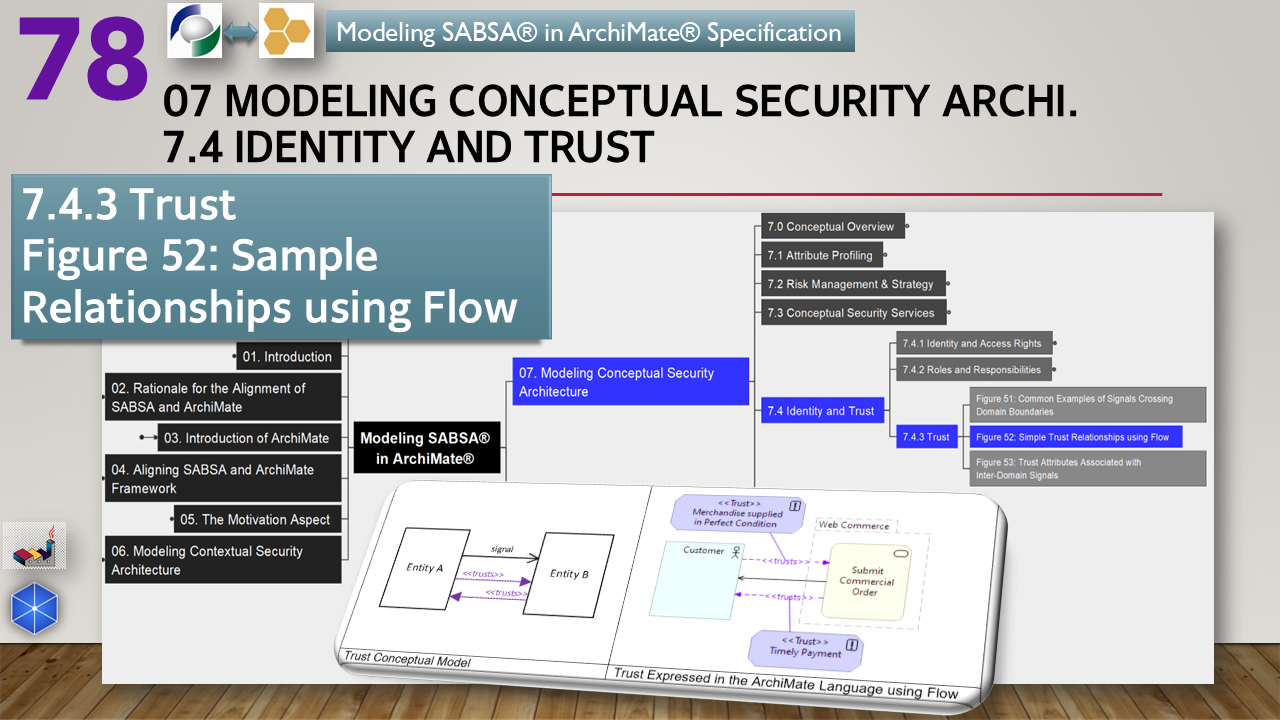 78
Modeling SABSA® in ArchiMate® Specification
07 MODELING CONCEPTUAL SECURITY ARCHI.
7.4 IDENTITY AND TRUST
7.4.3 Trust
Figure 52: Sample
Relationships using Flow
7.0 Conceptual Overview
7.1 Attribute Profiling
7.2 Risk Management & Strategy
7.3 Conceptual Security Services
7.4.1 Identity and Access Rights
7.4.2 Roles and Responsibilities
01. Introduction
02. Rationale for the Alignment of
SABSA and ArchiMate
03. Introduction of ArchiMate
04. Aligning SABSA and ArchiMate
Framework
05. The Motivation Aspect
06. Modeling Contextual Security
Architecture
Modeling SABSA®
in ArchiMate®
07. Modeling Conceptual Security
Architecture
7.4 Identity and Trust
7.4.3 Trust
Figure 51: Common Examples of Signals Crossing
Domain Boundaries
Figure 52: Simple Trust Relationships using Flow
Figure 53: Trust Attributes Associated with
Inter-Domain Signals
Entity A
signal
<<trusts>>
<<trusts>>
Entity B
Trust Conceptual Model
<<Trust>>
Merchandise supplied
in Perfect Condition
Web Commerce
Customer
<<trusts>>
<<trusts>>
Submit
Commercial
Order
<<Trust>>
Timely Payment
Trust Expressed in the ArchiMate Language using Flow